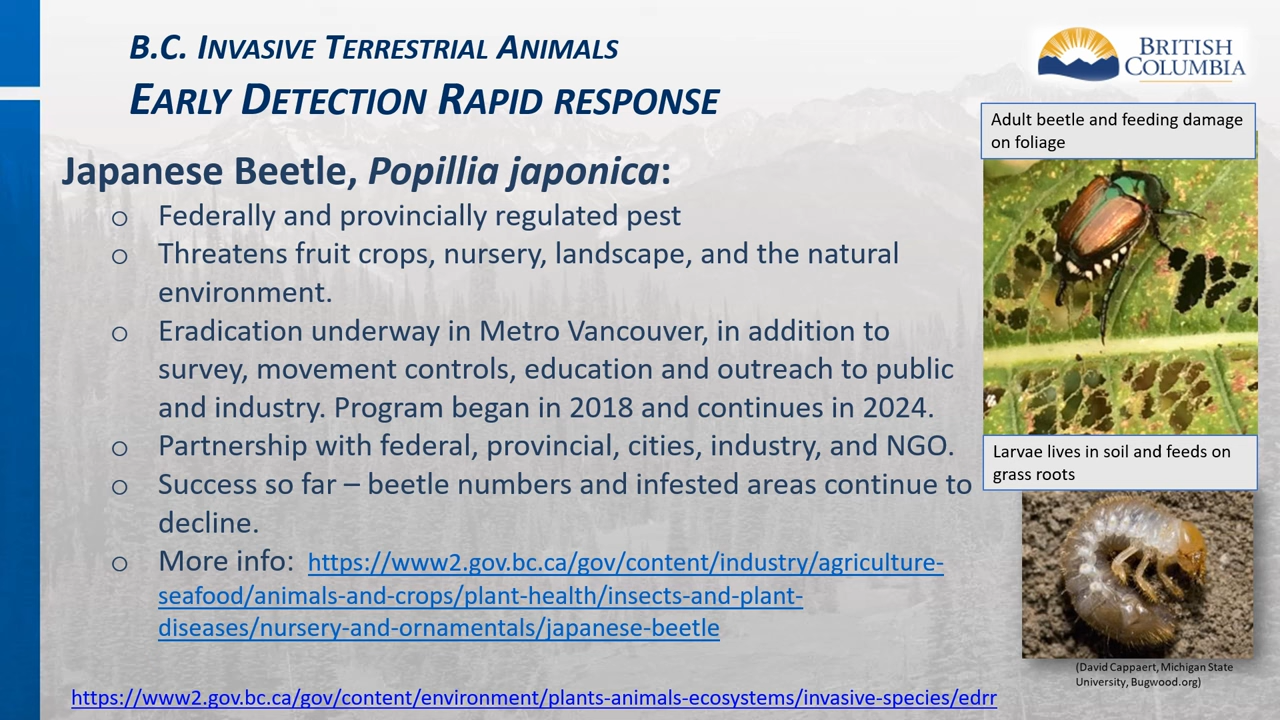 B.C. Invasive Terrestrial Animals
Early Detection Rapid response
British
Columbia
Japanese Beetle, Popillia japonica:
o Federally and provincially regulated pest
o Threatens fruit crops, nursery, landscape, and the natural
environment.
o Eradication underway in Metro Vancouver, in addition to
survey, movement controls, education and outreach to public
and industry. Program began in 2018 and continues in 2024.
o Partnership with federal, provincial, cities, industry, and NGO.
o Success so far – beetle numbers and infested areas continue to
decline.
o More info: https://www2.gov.bc.ca/gov/content/industry/agriculture-
seafood/animals-and-crops/plant-health/insects-and-plant-
diseases/nursery-and-ornamentals/japanese-beetle
Adult beetle and feeding damage
on foliage
Larvae lives in soil and feeds on
grass roots
(David Cappaert, Michigan State
University, Bugwood.org)
https://www2.gov.bc.ca/gov/content/environment/plants-animals-ecosystems/invasive-species/edrr